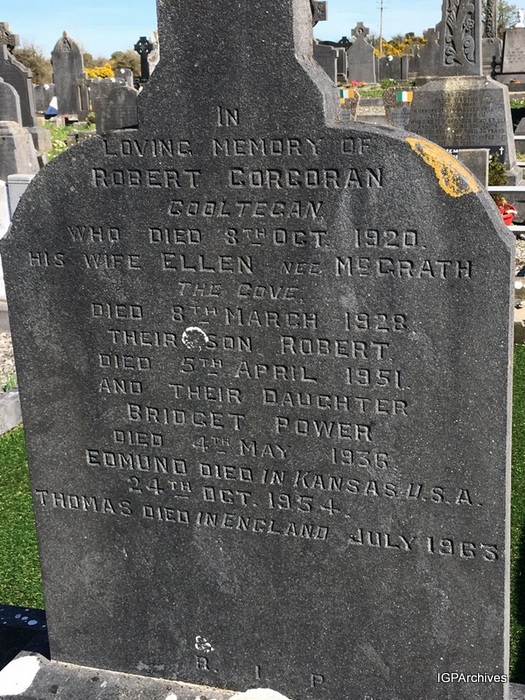 IN
LOVING MEMORY OF
ROBERT CORCORAN
COOLTEGAN.
WHO DIED 8TH OCT. 1920.
HIS WIFE ELLEN NEE MCGRATH
THE COVE.
DIED 8TH MARCH 1928.
THEIR SON ROBERT
DIED 5TH APRIL 1951.
AND THEIR DAUGHTER
BRIDGET POWER
DIED 4TH MAY 1936
EDMUND DIED IN KANSAS U.S.A.
24TH OCT. 1954.
THOMAS DIED IN ENGLAND JULY 1963
R. I. P
IGPArchives